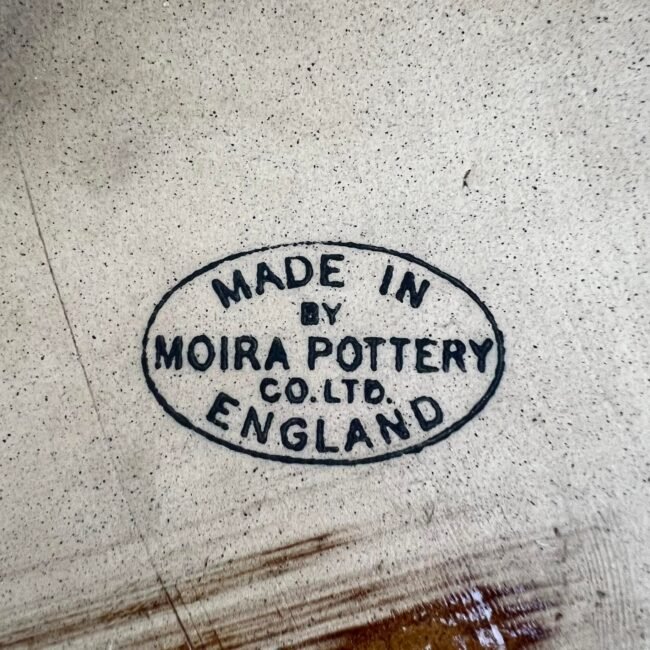 MADE IN
BY
MOIRA POTTERY
CO. LTD.
ENGLAND